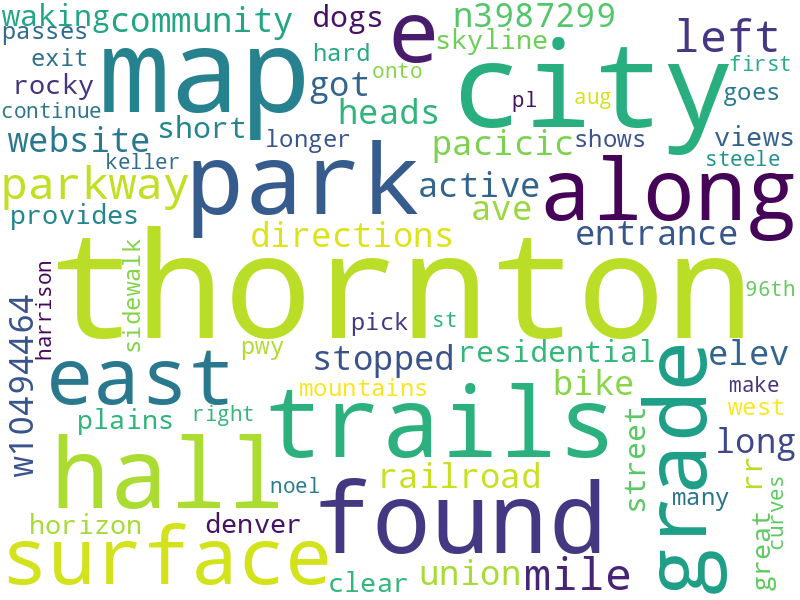 waking community dogs e n3987299 left
passes skyline
exit map hard got city first
rocky onto pl aug goes
continue short heads
website longer pacicic shows views
keller steele
parkway park active ave along
provides directions entrance
thornton
sidewalk 96th
harrison pick st
w10494464 pwy stopped residential elev
east mountains bike grade make
plains right trails street west
hall railroad long
noel rr many
horizon denver found great curves
surface clear union mile